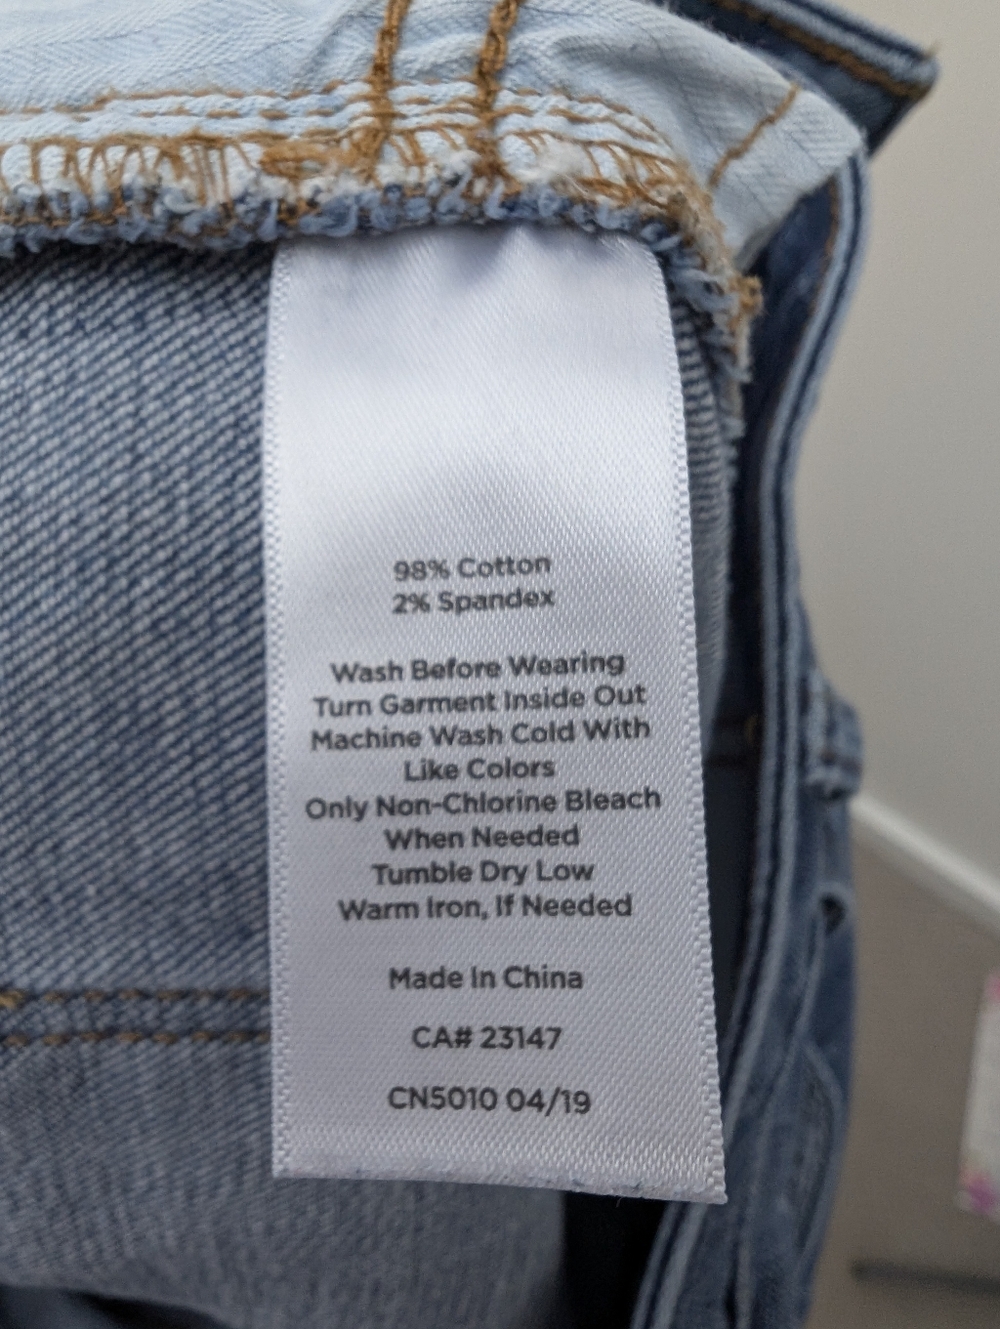 98% Cotton
2% Spandex
Wash Before Wearing
Turn Garment Inside Out
Machine Wash Cold With
Like Colors
Only Non-Chlorine Bleach
When Needed
Tumble Dry Low
Warm Iron, If Needed
Made In China
CA# 23147
CN5010 04/19